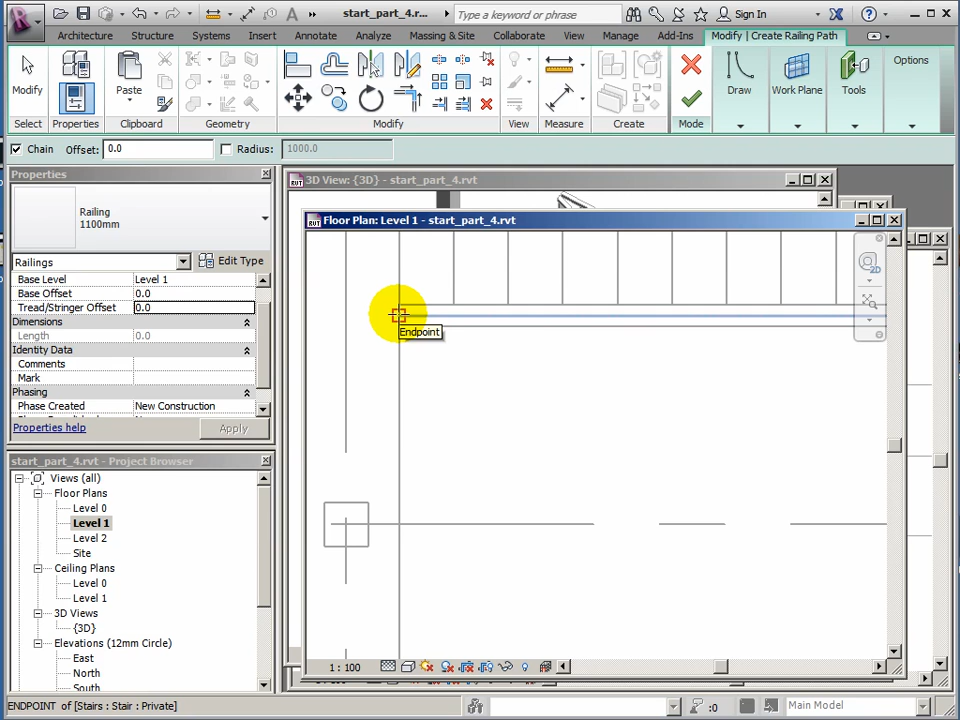 start_part_4.r...
Type a keyword or phrase
Sign In
Architecture
Structure
Systems
Insert
Annotate
Analyze
Massing & Site
Collaborate
View
Manage
Add-Ins
Modify | Create Railing Path
Modify
Paste
Draw
Work Plane
Tools
Options
Select
Properties
Clipboard
Geometry
Modify
View
Measure
Create
Mode
Chain
Offset:
0.0
Radius:
1000.0
Properties
Railing
1100mm
Railings
Edit Type
Base Level
Level 1
Base Offset
0.0
Tread/Stringer Offset
0.0
Dimensions
Length
0.0
Identity Data
Comments
Mark
Phasing
Phase Created
New Construction
Properties help
Apply
start_part_4.rvt - Project Browser
Views (all)
Floor Plans
Level 0
Level 1
Level 2
Site
Ceiling Plans
Level 0
Level 1
3D Views
{3D}
Elevations (12mm Circle)
East
North
South
3D View: {3D} - start_part_4.rvt
Floor Plan: Level 1 - start_part_4.rvt
2D
Endpoint
1 : 100
ENDPOINT of [Stairs : Stair : Private]
:0
Main Model